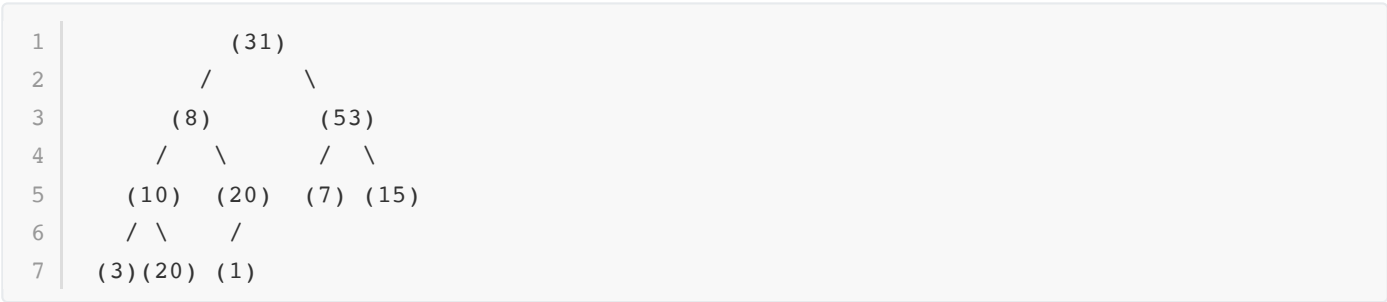 1 (31)
2 / \
3 (8) (53)
4 / \ / \
5 (10) (20) (7) (15)
6 / \ /
7 (3)(20) (1)